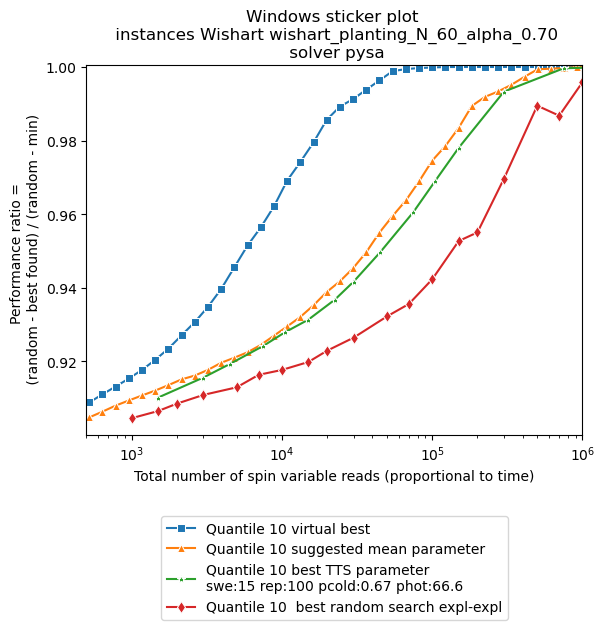 Windows sticker plot
instances Wishart wishart_planting_N_60_alpha_0.70
solver pysa
Performance ratio =
(random - best found) / (random - min)
1.00
0.98
0.96
0.94
0.92
10³
10⁴
10⁵
10⁶
Total number of spin variable reads (proportional to time)
Quantile 10 virtual best
Quantile 10 suggested mean parameter
Quantile 10 best TTS parameter
swe:15 rep:100 pcold:0.67 phot:66.6
Quantile 10  best random search expl-expl